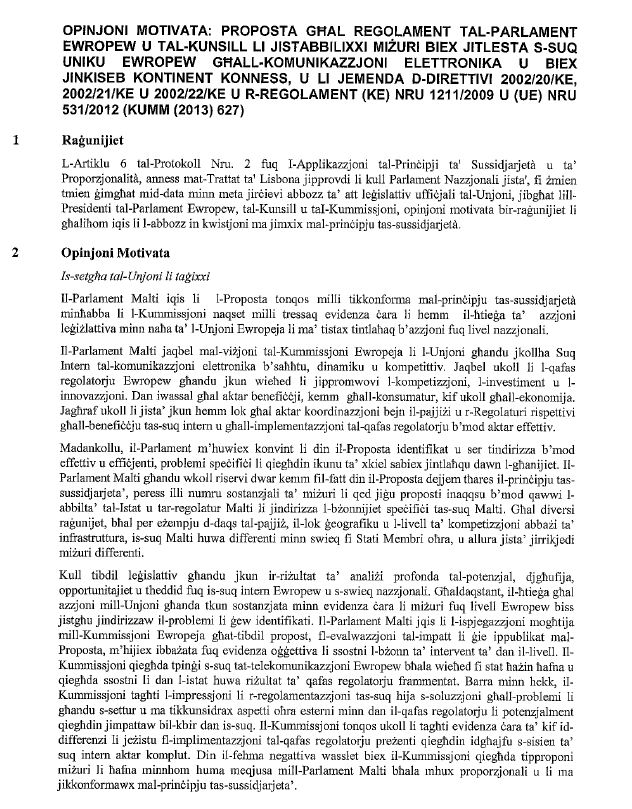 OPINJONI MOTIVATA: PROPOSTA GĦAL REGOLAMENT TAL-PARLAMENT
EWROPEW U TAL-KUNSILL LI JISTABBILIXXI MIŻURI BIEX JITLESTA S-SUQ
UNIKU EWROPEW GĦALL-KOMUNIKAZZJONI ELETTRONIKA U BIEX
JINKISEB KONTINENT KONNESS, U LI JEMENDA D-DIRETTIVI 2002/20/KE,
2002/21/KE U 2002/22/KE U R-REGOLAMENT (KE) NRU 1211/2009 U (UE) NRU
531/2012 (KUMM (2013) 627)
1 Raġunijiet
L-Artiklu 6 tal-Protokoll Nru. 2 fuq l-Applikazzjoni tal-Prinċipji ta' Sussidjarjetà u ta'
Proporzjonalità, anness mat-Trattat ta' Lisbona jipprovdi li kull Parlament Nazzjonali jista', fi żmien
tmien ġimgħat mid-data minn meta jirċievi abbozz ta' att leġislattiv uffiċjali tal-Unjoni, jibgħat lill-
Presidenti tal-Parlament Ewropew, tal-Kunsill u tal-Kummissjoni, opinjoni motivata bir-raġunijiet li
għalihom iqis li l-abbozz in kwistjoni ma jimxix mal-prinċipju tas-sussidjarjetà.
2 Opinjoni Motivata
Is-setgħa tal-Unjoni li taġixxi
Il-Parlament Malti iqis li l-Proposta tonqos milli tikkonforma mal-prinċipju tas-sussidjarjetà
minħabba li l-Kummissjoni naqset milli tressaq evidenza ċara li hemm il-ħtieġa ta' azzjoni
leġiżlattiva minn naħa ta' l-Unjoni Ewropeja li ma' tistax tintlaħaq b'azzjoni fuq livel nazzjonali.
Il-Parlament Malti jaqbel mal-viżjoni tal-Kummissjoni Ewropeja li l-Unjoni għandu jkollha Suq
Intern tal-komunikazzjoni elettronika b'saħħtu, dinamiku u kompetittiv. Jaqbel ukoll li l-qafas
regolatorju Ewropew għandu jkun wieħed li jippromwovi l-kompetizzjoni, l-investiment u l-
innovazzjoni. Dan iwassal għal aktar benefiċċji, kemm għall-konsumatur, kif ukoll għall-ekonomija.
Jagħraf ukoll li jista' jkun hemm lok għal aktar koordinazzjoni bejn il-pajjiżi u r-Regolaturi rispettivi
għall-benefiċċju tas-suq intern u għall-implementazzjoni tal-qafas regolatorju b'mod aktar effettiv.
Madankollu, il-Parlament m'huwiex konvint li din il-Proposta identifikat u ser tindirizza b'mod
effettiv u effiċjenti, problemi speċifiċi li qiegħdin ikunu ta' xkiel sabiex jintlaħqu dawn l-għanijiet. Il-
Parlament Malti għandu wkoll riservi dwar kemm fil-fatt din il-Proposta dejjem tħares il-prinċipju tas-
sussidjarjeta', peress illi numru sostanzjali ta' miżuri li qed jiġu proposti inaqqsu b'mod qawwi l-
abbilta' tal-Istat u tar-regolatur Malti li jindirizza l-bżonnijiet speċifiċi tas-suq Malti. Għal diversi
raġunijet, bħal per eżempju d-daqs tal-pajjiż, il-lok ġeografiku u l-livell ta' kompetizzjoni abbażi ta'
infrastruttura, is-suq Malti huwa differenti minn swieq fi Stati Membri oħra, u allura jista' jirrikjedi
miżuri differenti.
Kull tibdil leġislattiv għandu jkun ir-riżultat ta' analiżi profonda tal-potenzjal, djgħufija,
opportunitajiet u theddid fuq is-suq intern Ewropew u s-swieq nazzjonali. Għaldaqstant, il-ħtieġa għal
azzjoni mill-Unjoni għanda tkun sostanzjata minn evidenza ċara li miżuri fuq livell Ewropew biss
jistgħu jindirizzaw il-problemi li ġew identifikati. Il-Parlament Malti jqis li l-ispjegazzjoni mogħtija
mill-Kummissjoni Ewropeja għat-tibdil propost, fl-evalwazzjoni tal-impatt li ġie ippublikat mal-
Proposta, m'hijiex ibbażata fuq evidenza oġġettiva li ssostni l-bżonn ta' intervent ta' dan il-livell. Il-
Kummissjoni qiegħda tpinġi s-suq tat-telekomunikazzjoni Ewropew bħala wieħed fi stat ħażin ħafna u
qiegħda ssostni li dan l-istat huwa riżultat ta' qafas regolatorju frammentat. Barra minn hekk, il-
Kummissjoni tagħti l-impressjoni li r-regolamentazzjoni tas-suq hija s-soluzzjoni għall-problemi li
għandu s-settur u ma tikkunsidrax aspetti oħra esterni minn dan il-qafas regolatorju li potenzjalment
qiegħdin jimpattaw bil-kbir dan is-suq. Il-Kummissjoni tonqos ukoll li tagħti evidenza ċara ta' kif id-
differenzi li jeżistu fl-implimentazzjoni tal-qafas regolatorju preżenti qiegħdin idgħajfu s-sisien ta'
suq intern aktar komplut. Din il-fehma negattiva wasslet biex il-Kummissjoni qiegħda tipproponi
miżuri li ħafna minnhom huma meqjusa mill-Parlament Malti bħala mhux proporzjonali u li ma
jikkonformawx mal-prinċipju tas-sussidjarjeta'.